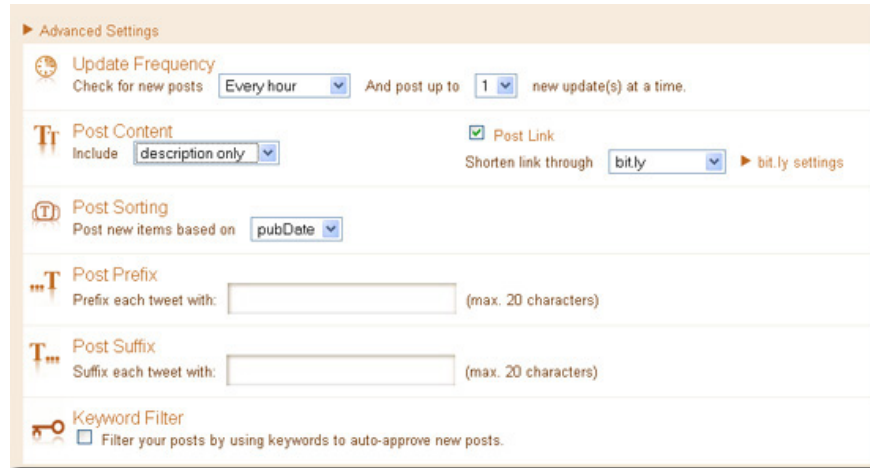 Advanced Settings
Update Frequency
Check for new posts Every hour And post up to 1 new update(s) at a time.
Post Content
Include description only
Post Link
Shorten link through bit.ly bit.ly settings
Post Sorting
Post new items based on pubDate
Post Prefix
Prefix each tweet with: (max. 20 characters)
Post Suffix
Suffix each tweet with: (max. 20 characters)
Keyword Filter
Filter your posts by using keywords to auto-approve new posts.